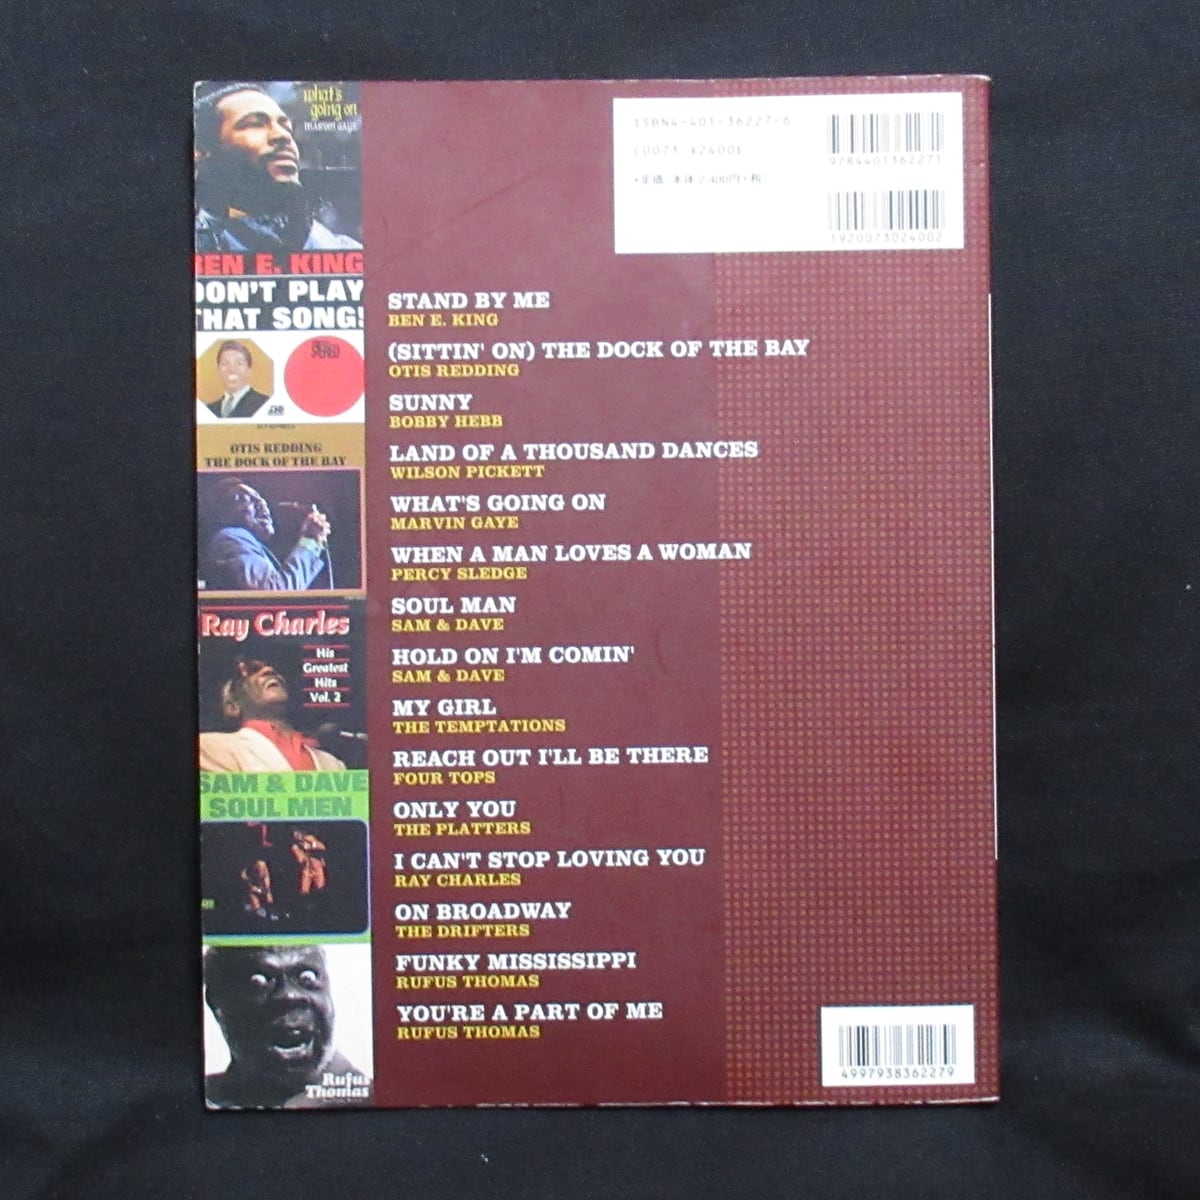 what's
going on
MARVIN GAYE
BEN E. KING
DON'T PLAY
THAT SONG!
STEREO
OTIS REDDING
THE DOCK OF THE BAY
Ray Charles
His
Greatest
Hits
Vol. 2
SAM & DAVE
SOUL MEN
Rufus
Thomas
ISBN4-401-36227-6
C0073 ¥2400E
•定価 本体2,400円+税
9784401362271
1920073024002
STAND BY ME
BEN E. KING
(SITTIN' ON) THE DOCK OF THE BAY
OTIS REDDING
SUNNY
BOBBY HEBB
LAND OF A THOUSAND DANCES
WILSON PICKETT
WHAT'S GOING ON
MARVIN GAYE
WHEN A MAN LOVES A WOMAN
PERCY SLEDGE
SOUL MAN
SAM & DAVE
HOLD ON I'M COMIN'
SAM & DAVE
MY GIRL
THE TEMPTATIONS
REACH OUT I'LL BE THERE
FOUR TOPS
ONLY YOU
THE PLATTERS
I CAN'T STOP LOVING YOU
RAY CHARLES
ON BROADWAY
THE DRIFTERS
FUNKY MISSISSIPPI
RUFUS THOMAS
YOU'RE A PART OF ME
RUFUS THOMAS
4997938362279